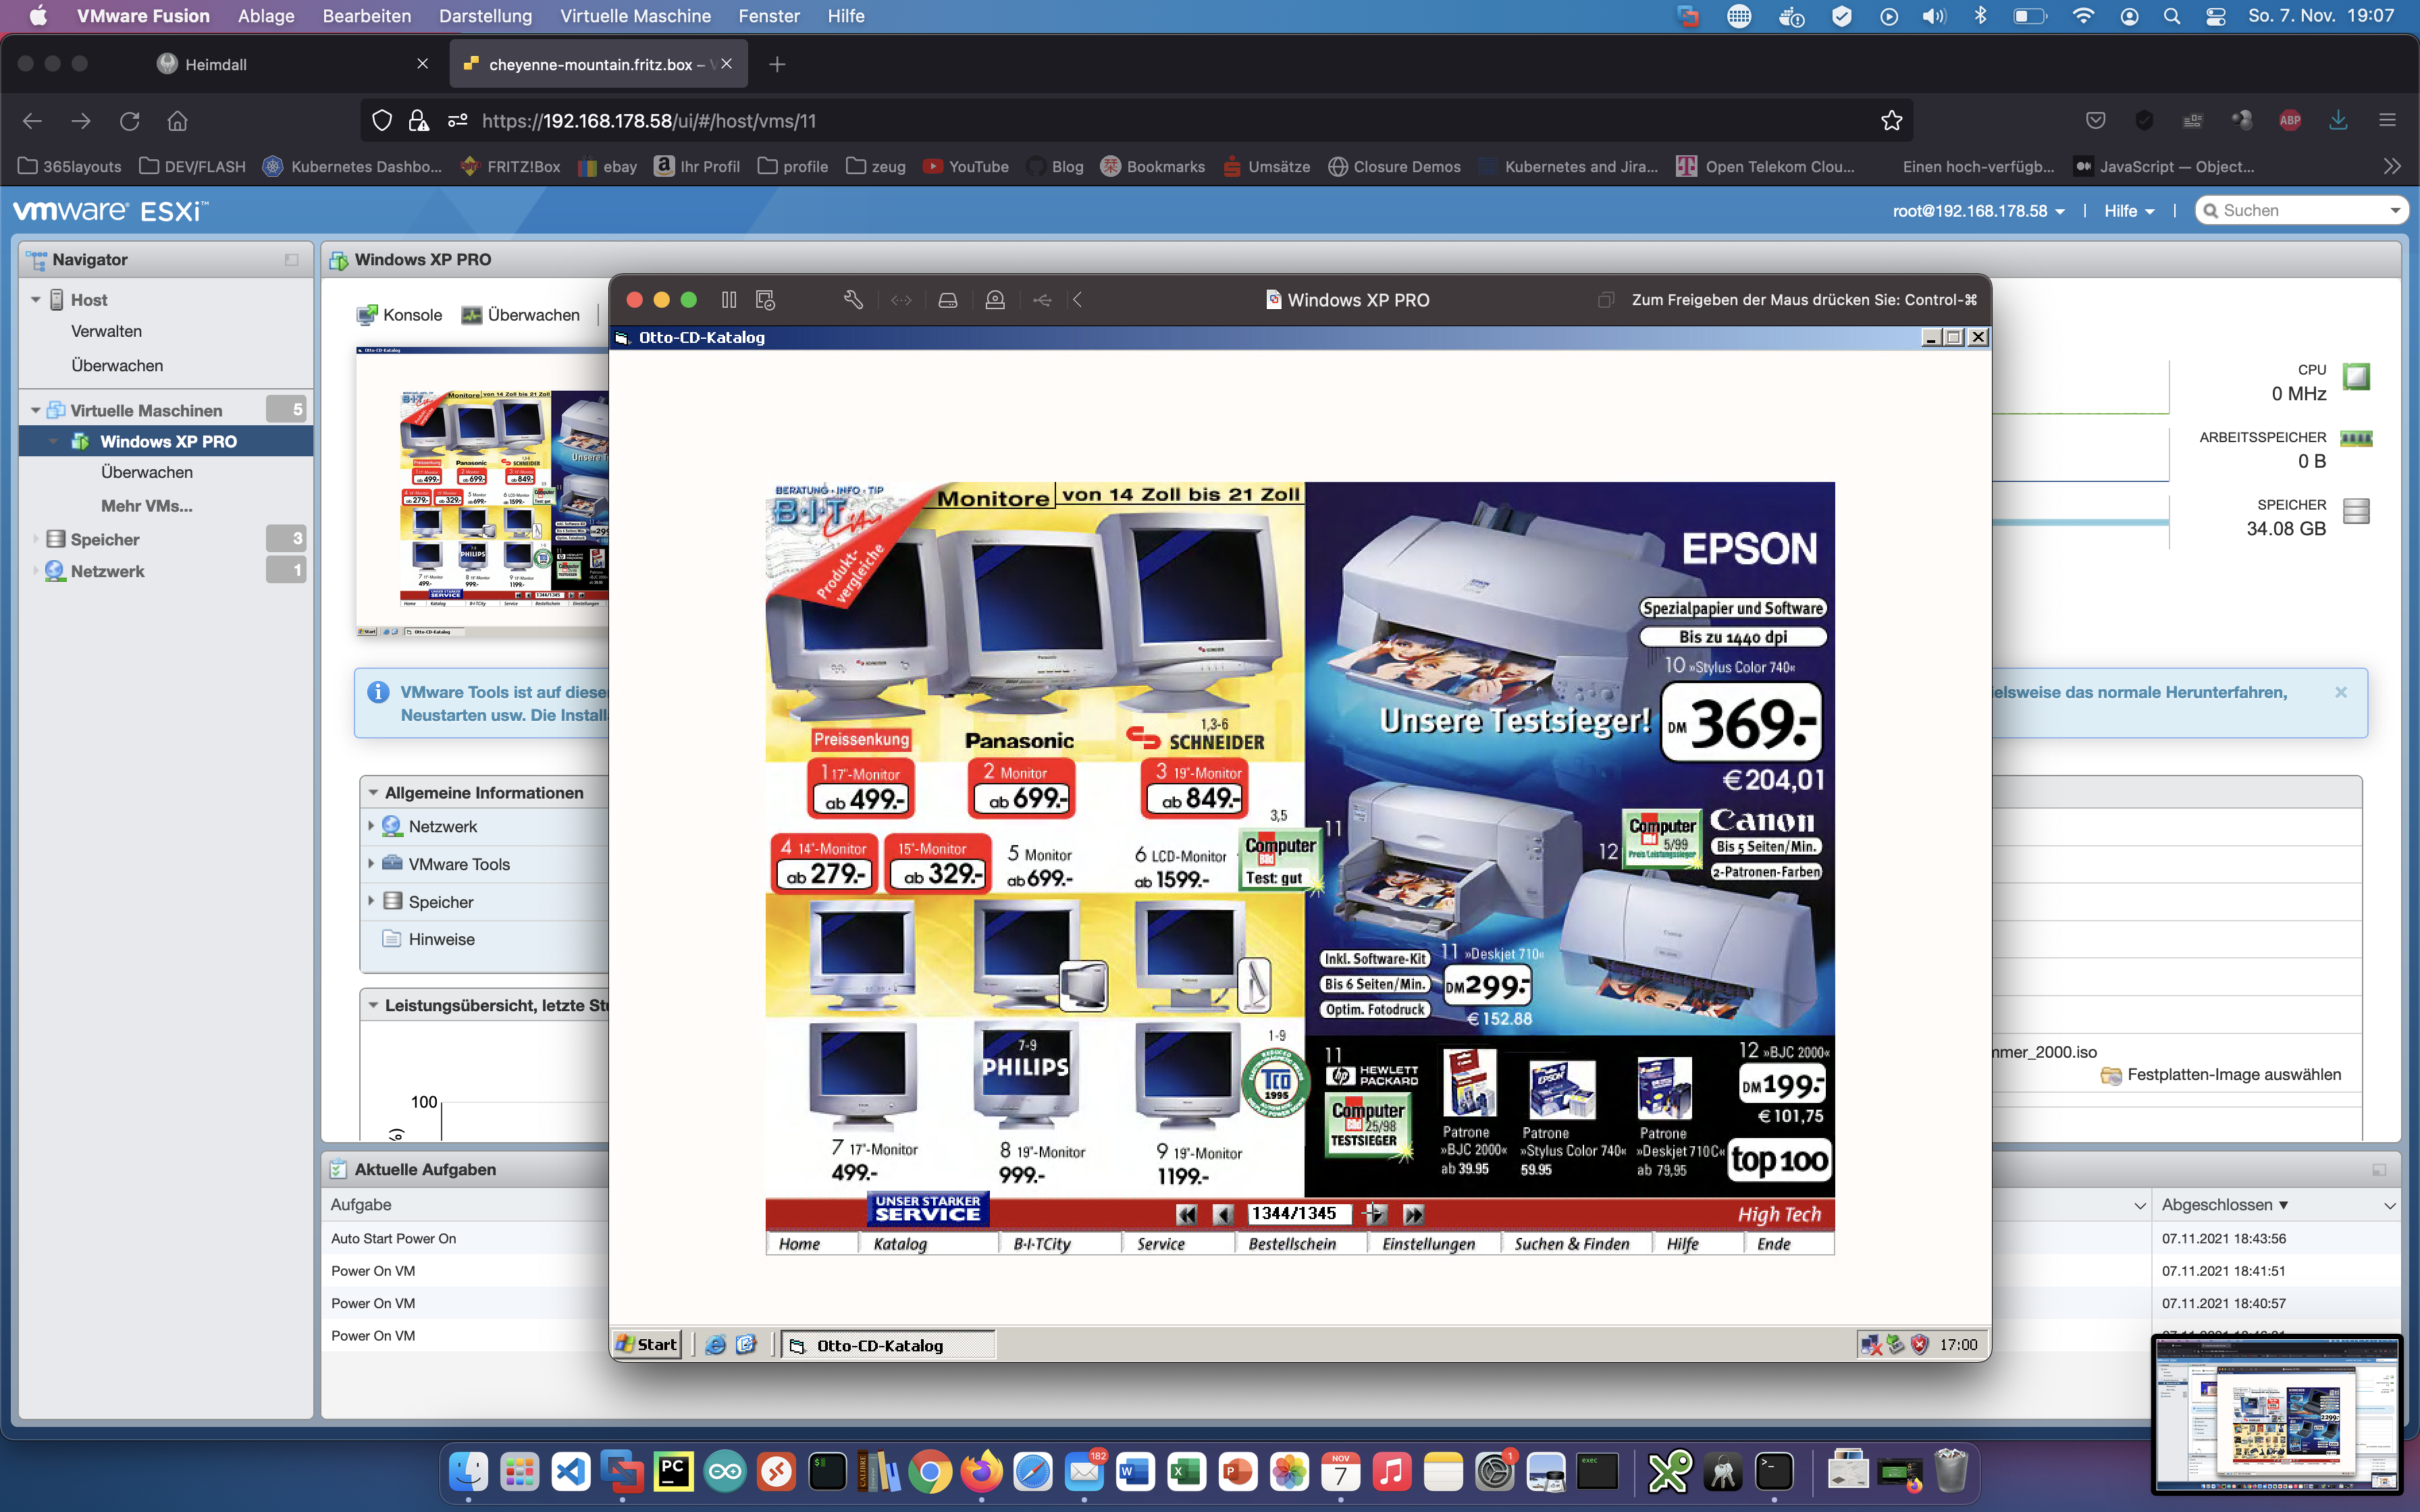 VMware Fusion Ablage Bearbeiten Darstellung Virtuelle Maschine Fenster Hilfe So. 7. Nov. 19:07
Heimdall cheyenne-mountain.fritz.box –
https://192.168.178.58/ui/#/host/vms/11
ABP
365layouts DEV/FLASH Kubernetes Dashbo... FRITZ!Box ebay Ihr Profil profile zeug YouTube Blog Bookmarks Umsätze Closure Demos Kubernetes and Jira... Open Telekom Clou... Einen hoch-verfügb... JavaScript — Object...
vmware ESXi™
root@192.168.178.58 | Hilfe | Suchen
Navigator
Host
Verwalten
Überwachen
Virtuelle Maschinen 5
Windows XP PRO
Überwachen
Mehr VMs...
Speicher 3
Netzwerk 1
Windows XP PRO
Konsole Überwachen
CPU
0 MHz
ARBEITSSPEICHER
0 B
SPEICHER
34.08 GB
VMware Tools ist auf diese
Neustarten usw. Die Install
elsweise das normale Herunterfahren,
Allgemeine Informationen
Netzwerk
VMware Tools
Speicher
Hinweise
Leistungsübersicht, letzte Stu
100
mmer_2000.iso
Festplatten-Image auswählen
Aktuelle Aufgaben
Aufgabe
Abgeschlossen ▼
Auto Start Power On
07.11.2021 18:43:56
Power On VM
07.11.2021 18:41:51
Power On VM
07.11.2021 18:40:57
Power On VM
Windows XP PRO
Zum Freigeben der Maus drücken Sie: Control-⌘
Otto-CD-Katalog
BERATUNG · INFO · TIP
B·I·T City
Produkt-
vergleiche
Monitore von 14 Zoll bis 21 Zoll
Preissenkung
Panasonic
1,3-6
SCHNEIDER
1 17"-Monitor
ab 499.-
2 Monitor
ab 699.-
3 19"-Monitor
ab 849.-
4 14"-Monitor
ab 279.-
15"-Monitor
ab 329.-
5 Monitor
ab 699.-
6 LCD-Monitor
ab 1599.-
3,5
Computer
Bild
Test: gut
7-9
PHILIPS
1-9
TCO
1995
7 17"-Monitor
499.-
8 19"-Monitor
999.-
9 19"-Monitor
1199.-
EPSON
Spezialpapier und Software
Bis zu 1440 dpi
10 »Stylus Color 740«
Unsere Testsieger!
DM 369.-
€ 204,01
11
12
Computer
Bild 5/99
Preis/Leistungssieger
Canon
Bis 5 Seiten/Min.
2-Patronen-Farben
Inkl. Software-Kit
Bis 6 Seiten/Min.
Optim. Fotodruck
11 »Deskjet 710«
DM 299.-
€ 152.88
11
HEWLETT
PACKARD
Computer
Bild 25/98
TESTSIEGER
Patrone
»BJC 2000«
ab 39.95
Patrone
»Stylus Color 740«
59.95
Patrone
»Deskjet 710C«
ab 79,95
12 »BJC 2000«
DM 199.-
€ 101,75
top 100
UNSER STARKER
SERVICE
1344/1345
High Tech
Home Katalog B·I·TCity Service Bestellschein Einstellungen Suchen & Finden Hilfe Ende
Start Otto-CD-Katalog 17:00
182
NOV
7
1
PC
exec